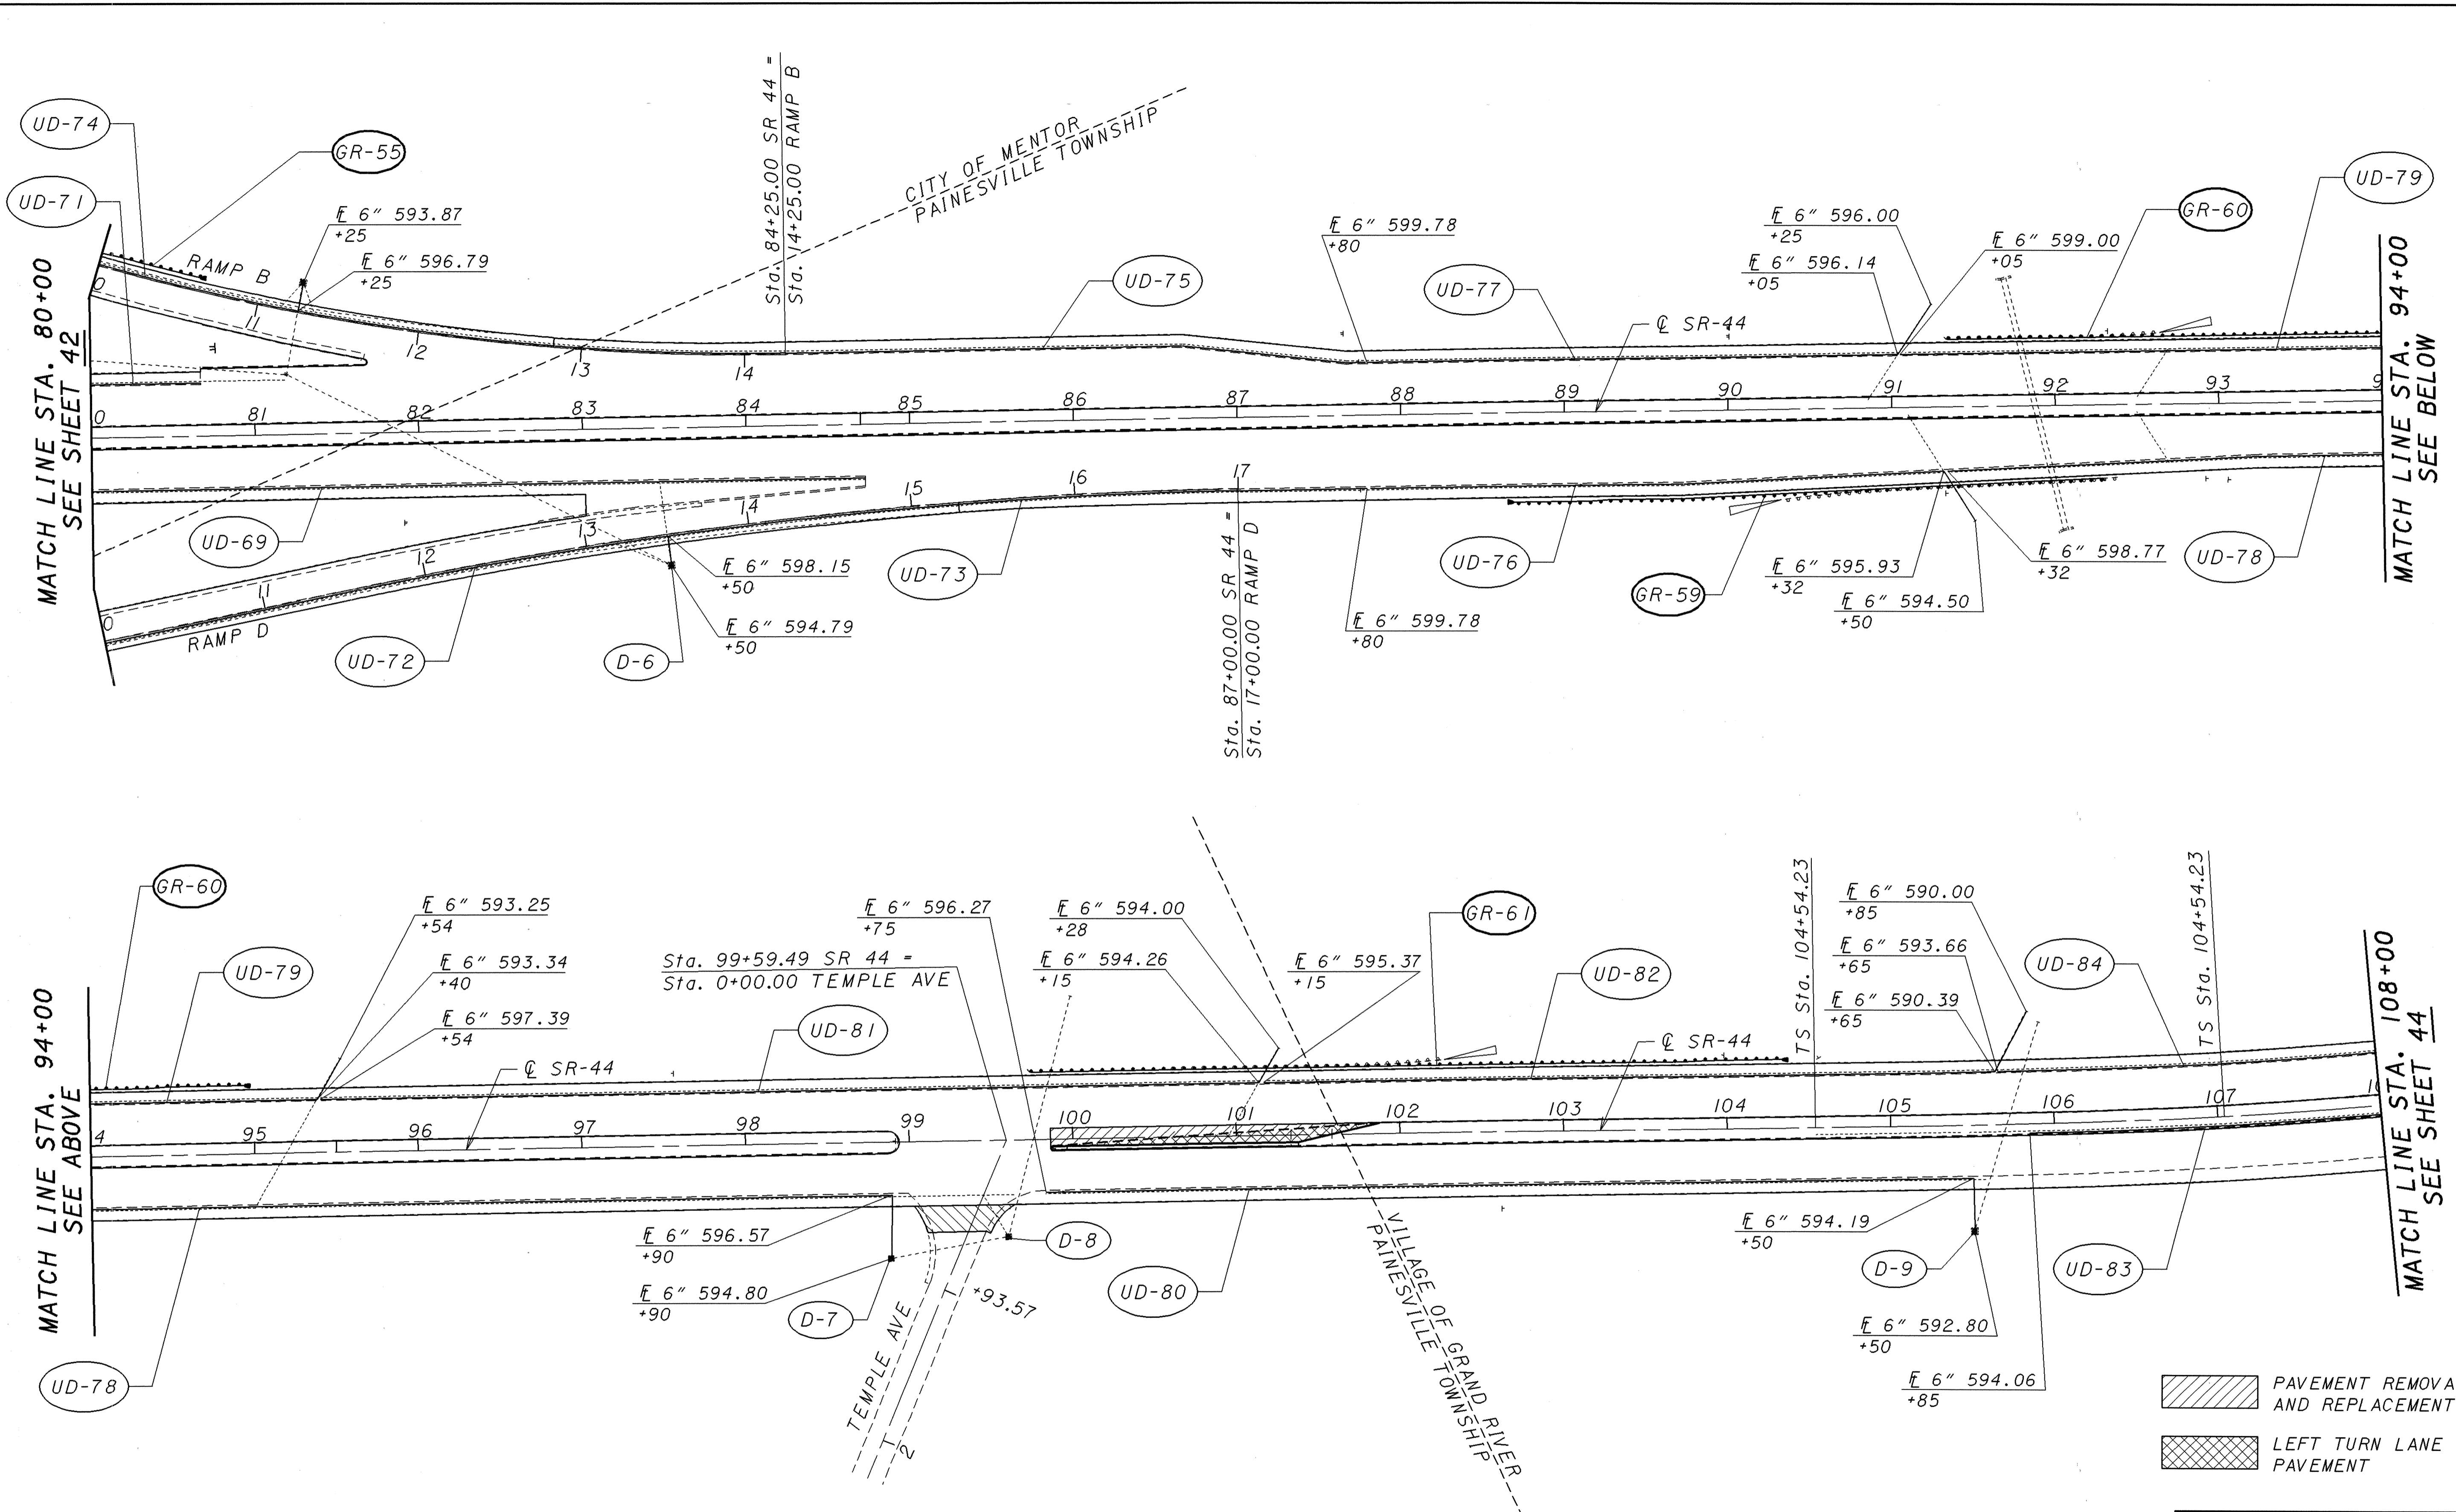 MATCH LINE STA. 80+00
SEE SHEET 42
UD-74
UD-71
GR-55
RAMP B
℄ 6" 593.87
+25
℄ 6" 596.79
+25
Sta. 84+25.00 SR 44 =
Sta. 14+25.00 RAMP B
CITY OF MENTOR
PAINESVILLE TOWNSHIP
UD-75
℄ 6" 599.78
+80
UD-77
℄ SR-44
℄ 6" 596.00
+25
℄ 6" 596.14
+05
℄ 6" 599.00
+05
GR-60
UD-79
MATCH LINE STA. 94+00
SEE BELOW
0
11
12
13
14
0
81
82
83
84
85
86
87
88
89
90
91
92
93
9
0
11
12
13
14
15
16
17
UD-69
RAMP D
UD-72
D-6
℄ 6" 598.15
+50
℄ 6" 594.79
+50
UD-73
Sta. 87+00.00 SR 44 =
Sta. 17+00.00 RAMP D
℄ 6" 599.78
+80
UD-76
GR-59
℄ 6" 595.93
+32
℄ 6" 594.50
+50
℄ 6" 598.77
+32
UD-78
MATCH LINE STA. 94+00
SEE ABOVE
GR-60
UD-79
℄ 6" 593.25
+54
℄ 6" 593.34
+40
℄ 6" 597.39
+54
℄ SR-44
UD-81
℄ 6" 596.27
+75
Sta. 99+59.49 SR 44 =
Sta. 0+00.00 TEMPLE AVE
℄ 6" 594.00
+28
℄ 6" 594.26
+15
℄ 6" 595.37
+15
GR-61
UD-82
℄ SR-44
TS Sta. 104+54.23
℄ 6" 590.00
+85
℄ 6" 593.66
+65
℄ 6" 590.39
+65
UD-84
TS Sta. 104+54.23
MATCH LINE STA. 108+00
SEE SHEET 44
4
95
96
97
98
99
100
101
102
103
104
105
106
107
10
UD-78
℄ 6" 596.57
+90
℄ 6" 594.80
+90
D-7
D-8
+93.57
TEMPLE AVE
1
2
UD-80
VILLAGE OF GRAND RIVER
PAINESVILLE TOWNSHIP
℄ 6" 594.19
+50
D-9
℄ 6" 592.80
+50
℄ 6" 594.06
+85
UD-83
PAVEMENT REMOVA
AND REPLACEMENT
LEFT TURN LANE
PAVEMENT